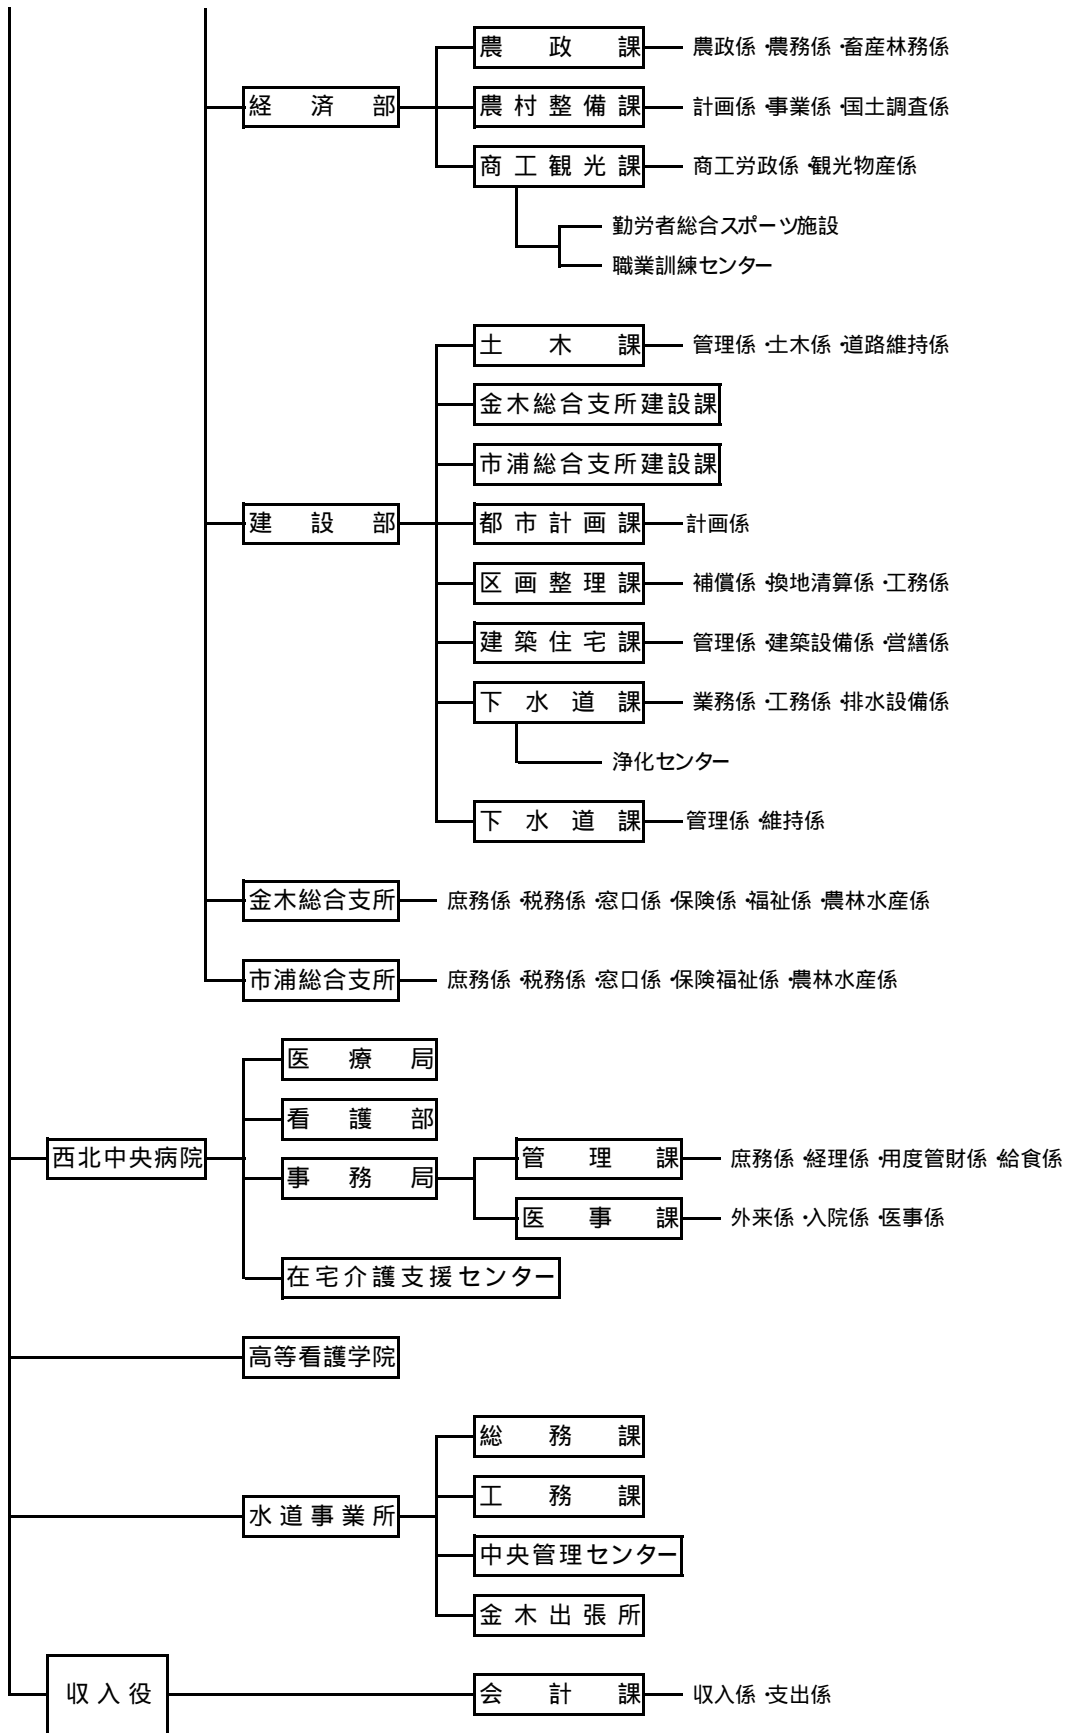 農政課 農政係・農務係・畜産林務係
経済部 農村整備課 計画係・事業係・国土調査係
商工観光課 商工労政係・観光物産係
勤労者総合スポーツ施設
職業訓練センター
土木課 管理係・土木係・道路維持係
金木総合支所建設課
市浦総合支所建設課
建設部 都市計画課 計画係
区画整理課 補償係・換地清算係・工務係
建築住宅課 管理係・建築設備係・営繕係
下水道課 業務係・工務係・排水設備係
浄化センター
下水道課 管理係・維持係
金木総合支所 庶務係・税務係・窓口係・保険係・福祉係・農林水産係
市浦総合支所 庶務係・税務係・窓口係・保険福祉係・農林水産係
医療局
看護部
西北中央病院 事務局 管理課 庶務係・経理係・用度管財係・給食係
医事課 外来係・入院係・医事係
在宅介護支援センター
高等看護学院
総務課
工務課
水道事業所
中央管理センター
金木出張所
収入役 会計課 収入係・支出係